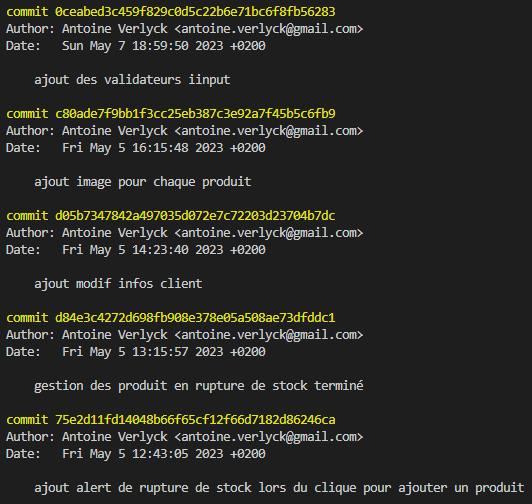 commit 0ceabed3c459f829c0d5c22b6e71bc6f8fb56283
Author: Antoine Verlyck <antoine.verlyck@gmail.com>
Date:   Sun May 7 18:59:50 2023 +0200
ajout des validateurs iinput
commit c80ade7f9bb1f3cc25eb387c3e92a7f45b5c6fb9
Author: Antoine Verlyck <antoine.verlyck@gmail.com>
Date:   Fri May 5 16:15:48 2023 +0200
ajout image pour chaque produit
commit d05b7347842a497035d072e7c72203d23704b7dc
Author: Antoine Verlyck <antoine.verlyck@gmail.com>
Date:   Fri May 5 14:23:40 2023 +0200
ajout modif infos client
commit d84e3c4272d698fb908e378e05a508ae73dfddc1
Author: Antoine Verlyck <antoine.verlyck@gmail.com>
Date:   Fri May 5 13:15:57 2023 +0200
gestion des produit en rupture de stock terminé
commit 75e2d11fd14048b66f65cf12f66d7182d86246ca
Author: Antoine Verlyck <antoine.verlyck@gmail.com>
Date:   Fri May 5 12:43:05 2023 +0200
ajout alert de rupture de stock lors du clique pour ajouter un produit